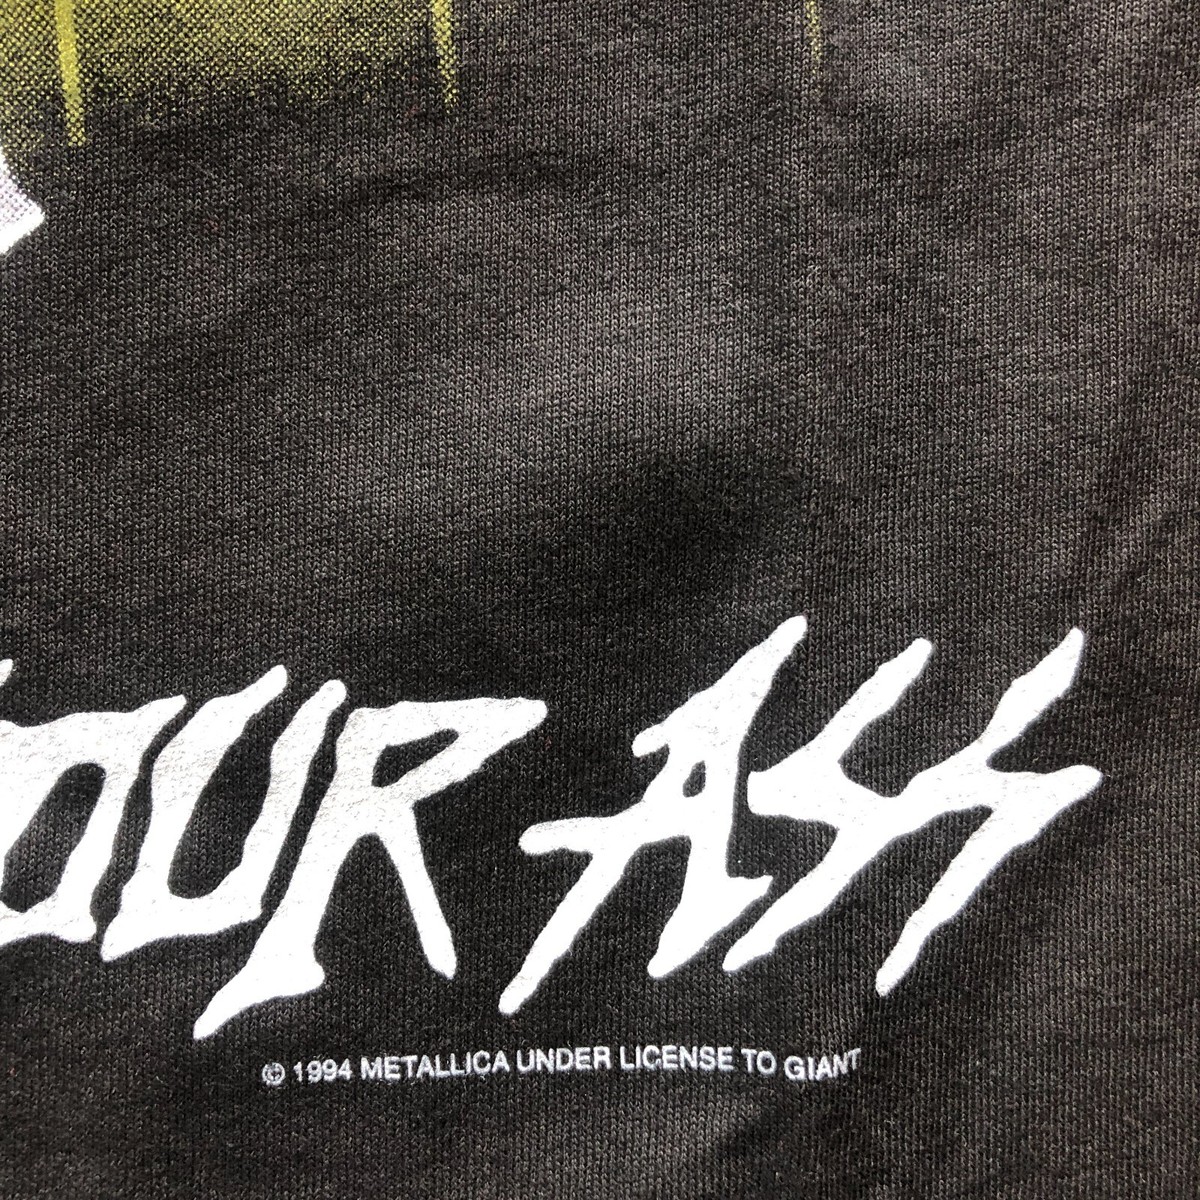 OUR ASS
© 1994 METALLICA UNDER LICENSE TO GIANT